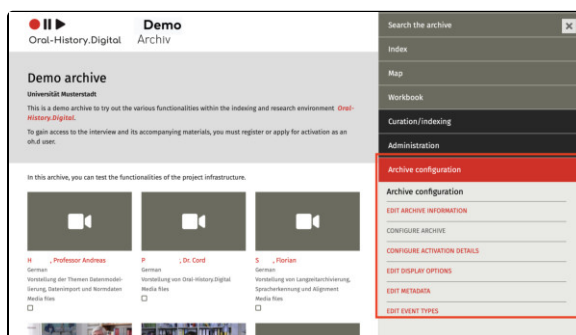 Demo
Oral-History.Digital Archiv
Demo archive
Universität Musterstadt
This is a demo archive to try out the various functionalities within the indexing and research environment Oral-
History.Digital.
To gain access to the interview and its accompanying materials, you must register or apply for activation as an
oh.d user.
In this archive, you can test the functionalities of the project infrastructure.
H , Professor Andreas
German
Vorstellung der Themen Datenmodel-
lierung, Datenimport und Normdaten
Media files
P , Dr. Cord
German
Vorstellung von Oral-History.Digital
Media files
S , Florian
German
Vorstellung von Langzeitarchivierung,
Spracherkennung und Alignment
Media files
Search the archive
Index
Map
Workbook
Curation/indexing
Administration
Archive configuration
Archive configuration
EDIT ARCHIVE INFORMATION
CONFIGURE ARCHIVE
CONFIGURE ACTIVATION DETAILS
EDIT DISPLAY OPTIONS
EDIT METADATA
EDIT EVENT TYPES